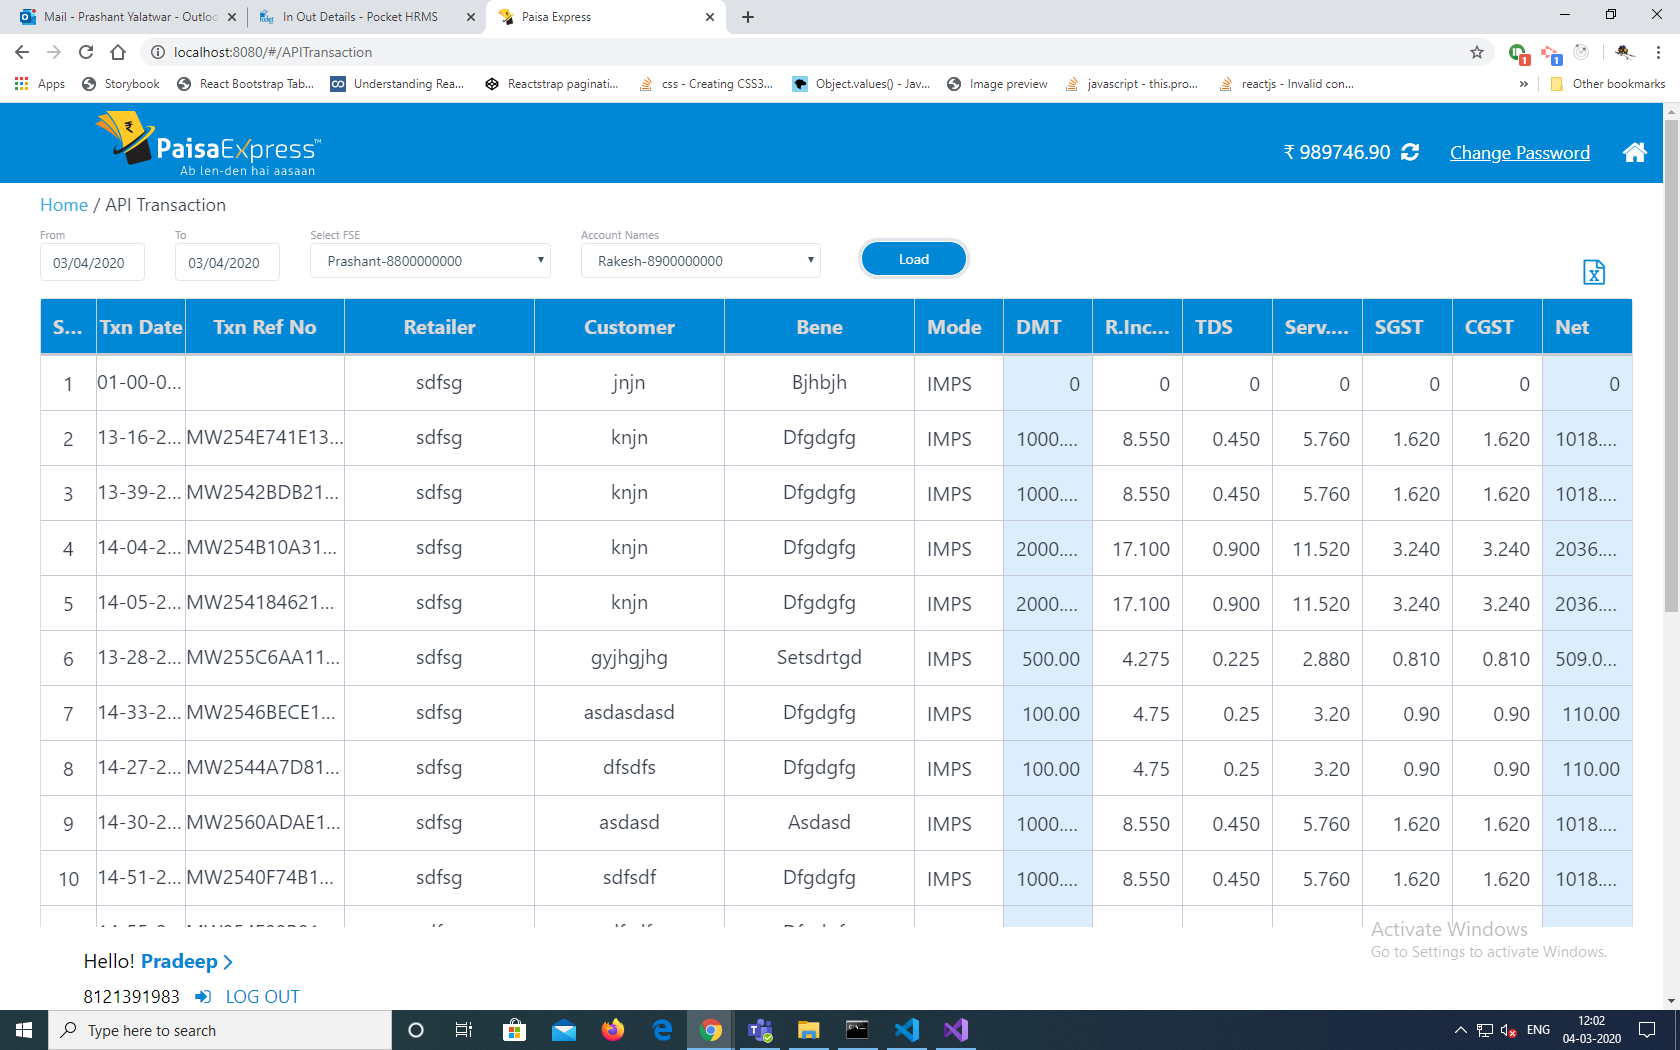 Mail - Prashant Yalatwar - Outloo
In Out Details - Pocket HRMS
Paisa Express
localhost:8080/#/APITransaction
1
1
Apps
Storybook
React Bootstrap Tab...
Understanding Rea...
Reactstrap paginati...
css - Creating CSS3...
Object.values() - Jav...
Image preview
javascript - this.pro...
reactjs - Invalid con...
»
Other bookmarks
PaisaExpress™
Ab len-den hai aasaan
₹ 989746.90
Change Password
Home / API Transaction
From
To
Select FSE
Account Names
03/04/2020
03/04/2020
Prashant-8800000000
Rakesh-8900000000
Load
S... Txn Date Txn Ref No Retailer Customer Bene Mode DMT R.Inc... TDS Serv.... SGST CGST Net
1 01-00-0... sdfsg jnjn Bjhbjh IMPS 0 0 0 0 0 0 0
2 13-16-2... MW254E741E13... sdfsg knjn Dfgdgfg IMPS 1000.... 8.550 0.450 5.760 1.620 1.620 1018....
3 13-39-2... MW2542BDB21... sdfsg knjn Dfgdgfg IMPS 1000.... 8.550 0.450 5.760 1.620 1.620 1018....
4 14-04-2... MW254B10A31... sdfsg knjn Dfgdgfg IMPS 2000.... 17.100 0.900 11.520 3.240 3.240 2036....
5 14-05-2... MW254184621... sdfsg knjn Dfgdgfg IMPS 2000.... 17.100 0.900 11.520 3.240 3.240 2036....
6 13-28-2... MW255C6AA11... sdfsg gyjhgjhg Setsdrtgd IMPS 500.00 4.275 0.225 2.880 0.810 0.810 509.0...
7 14-33-2... MW2546BECE1... sdfsg asdasdasd Dfgdgfg IMPS 100.00 4.75 0.25 3.20 0.90 0.90 110.00
8 14-27-2... MW2544A7D81... sdfsg dfsdfs Dfgdgfg IMPS 100.00 4.75 0.25 3.20 0.90 0.90 110.00
9 14-30-2... MW2560ADAE1... sdfsg asdasd Asdasd IMPS 1000.... 8.550 0.450 5.760 1.620 1.620 1018....
10 14-51-2... MW2540F74B1... sdfsg sdfsdf Dfgdgfg IMPS 1000.... 8.550 0.450 5.760 1.620 1.620 1018....
Activate Windows
Go to Settings to activate Windows.
Hello! Pradeep
8121391983 LOG OUT
Type here to search
ENG
12:02
04-03-2020